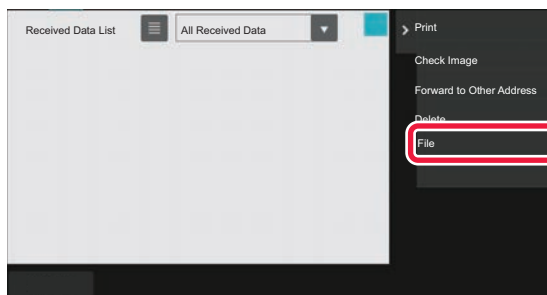 Received Data List
All Received Data
Print
Check Image
Forward to Other Address
Delete
File